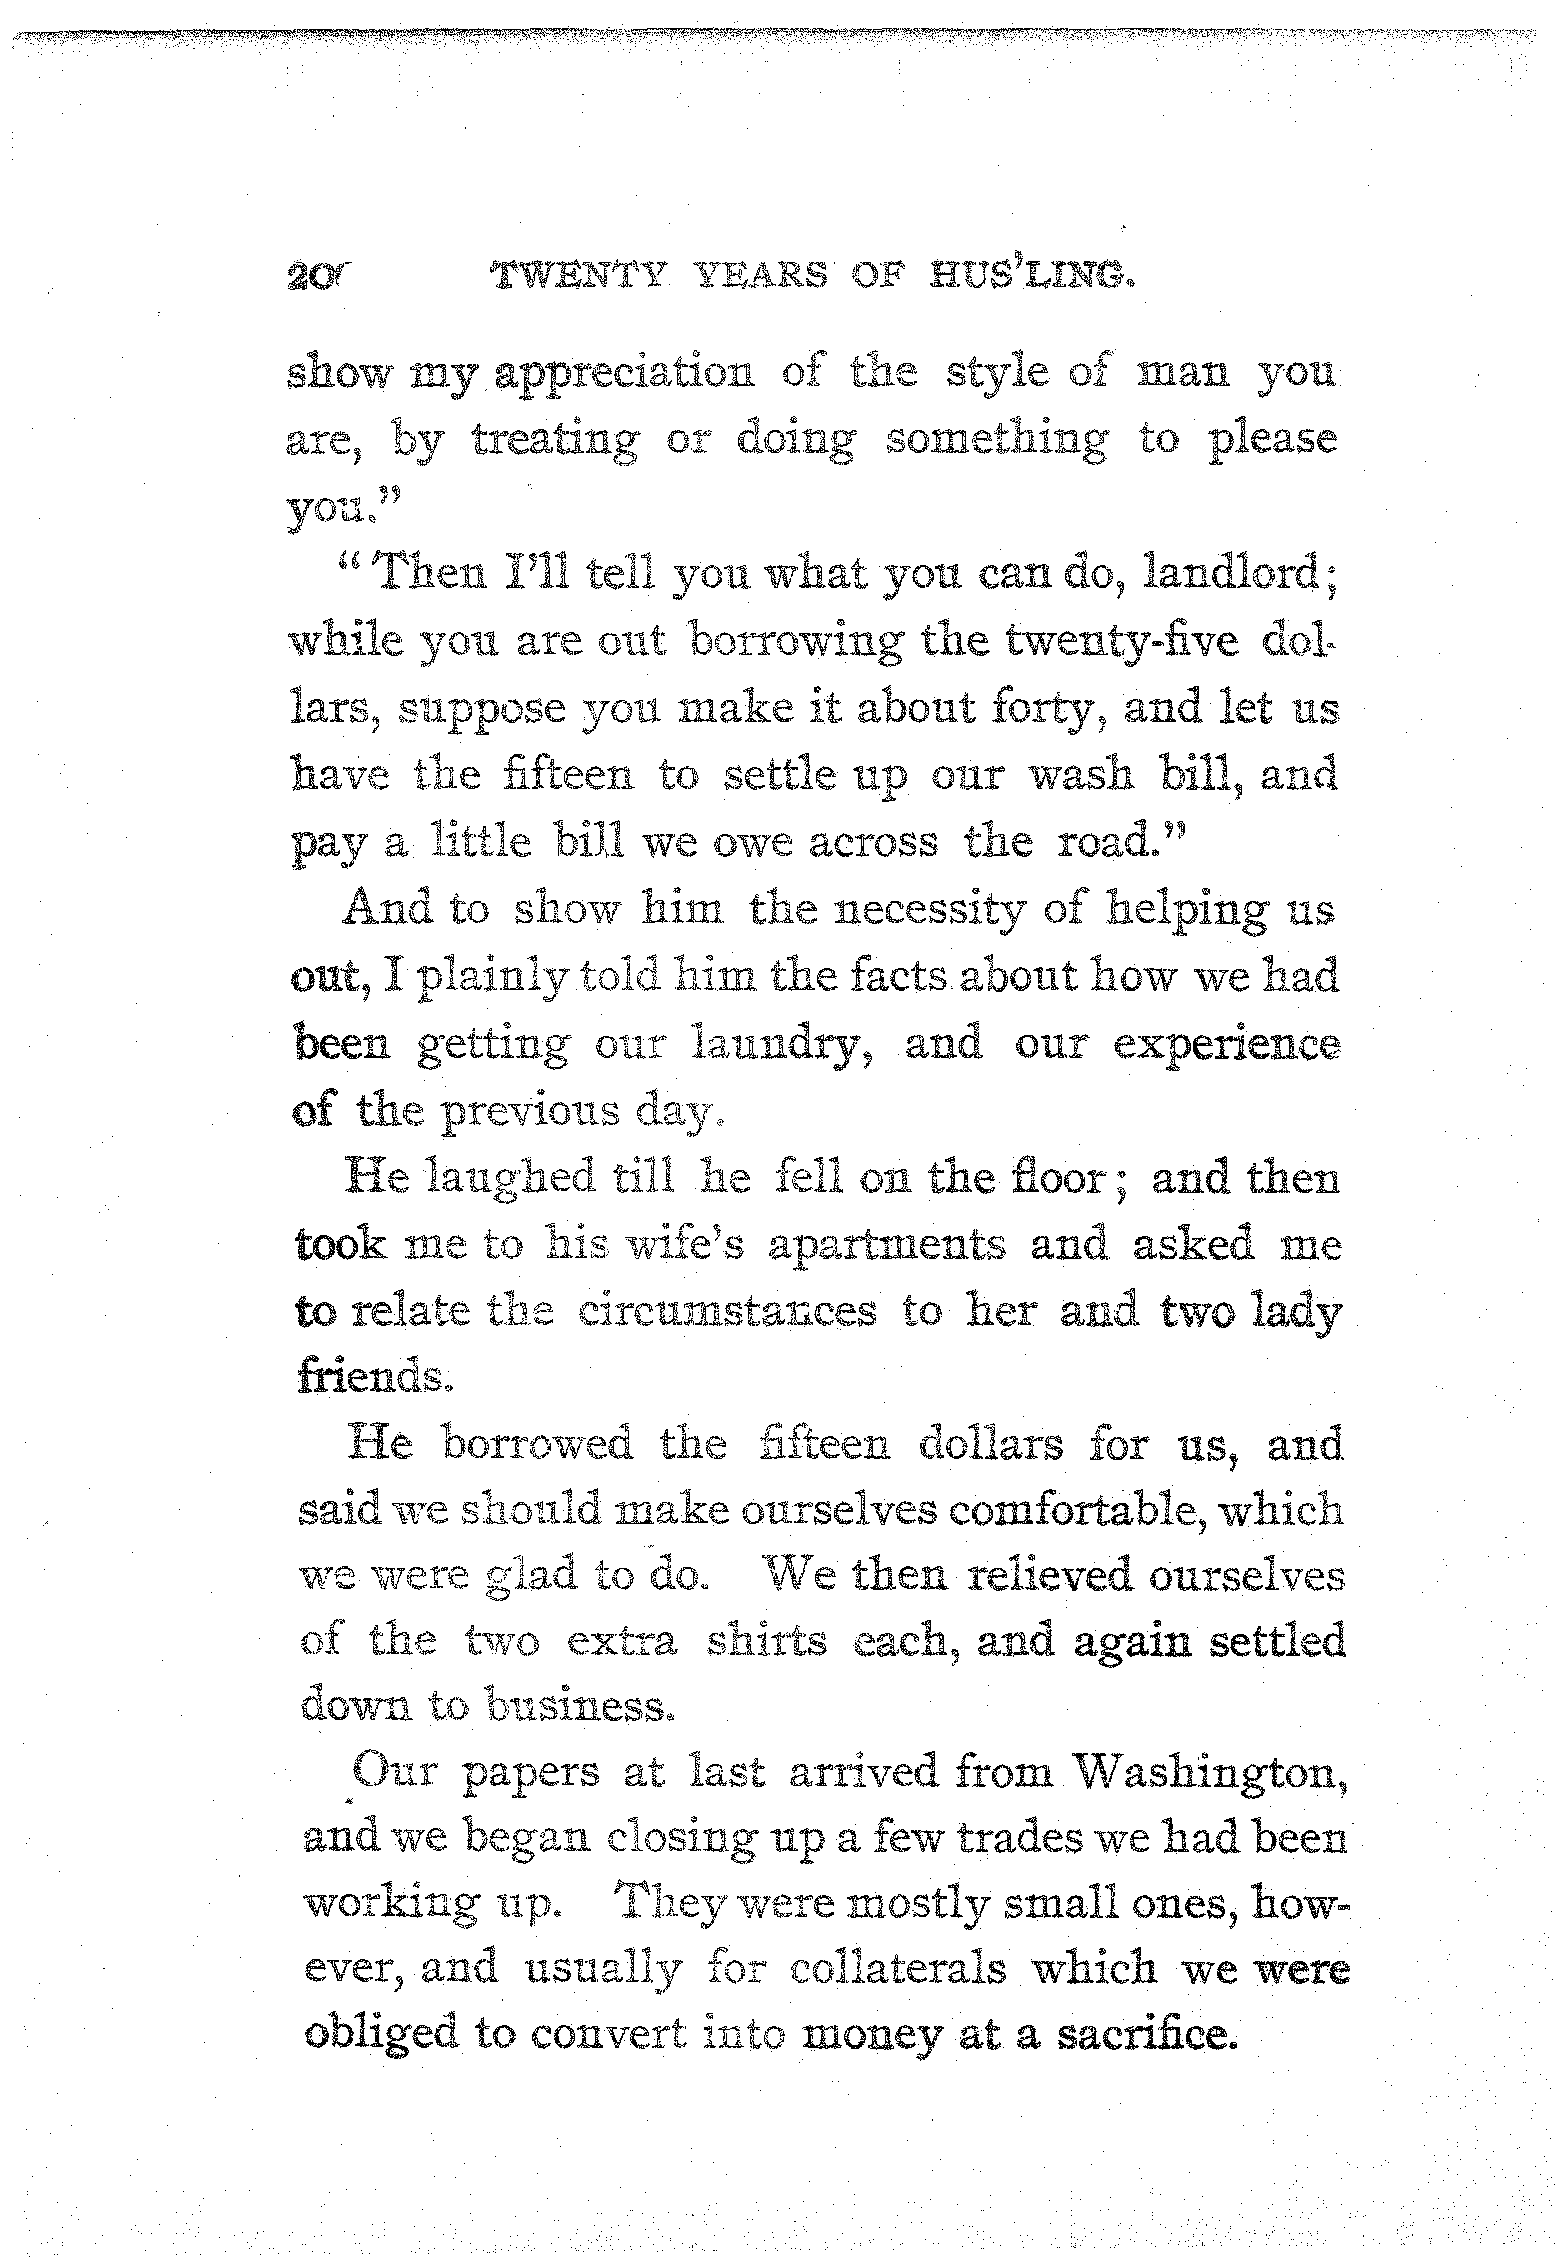 TWENTY YEARS OF HUS'LING.
show my appreciation of the style of man you
are, by treating or doing something to please
you."
"Then I'll tell you what you can do, landlord;
while you are out borrowing the twenty-five dol-
lars, suppose you make it about forty, and let us
have the fifteen to settle up our wash bill, and
pay a little bill we owe across the road."
And to show him the necessity of helping us
out, I plainly told him the facts about how we had
been getting our laundry, and our experience
of the previous day.
He laughed till he fell on the floor; and then
took me to his wife's apartments and asked me
to relate the circumstances to her and two lady
friends.
He borrowed the fifteen dollars for us, and
said we should make ourselves comfortable, which
we were glad to do. We then relieved ourselves
of the two extra shirts each, and again settled
down to business.
Our papers at last arrived from Washington,
and we began closing up a few trades we had been
working up. They were mostly small ones, how-
ever, and usually for collaterals which we were
obliged to convert into money at a sacrifice.